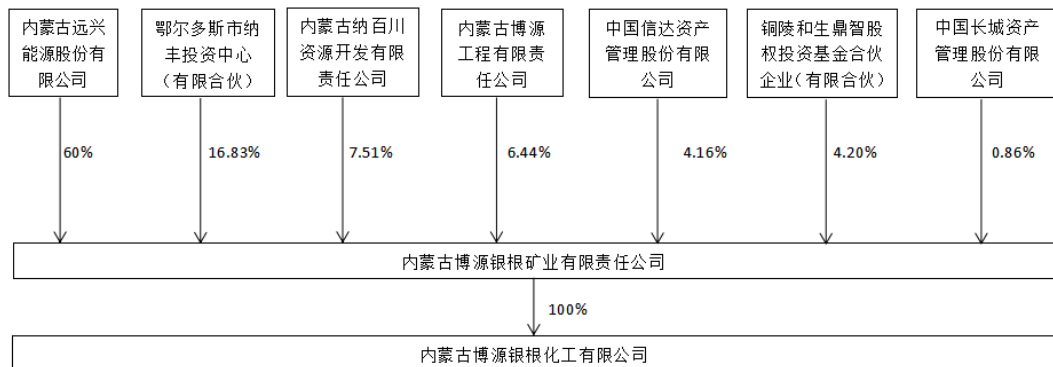 内蒙古远兴
能源股份有
限公司
鄂尔多斯市纳
丰投资中心
（有限合伙）
内蒙古纳百川
资源开发有限
责任公司
内蒙古博源
工程有限责
任公司
中国信达资产
管理股份有限
公司
铜陵和生鼎智股
权投资基金合伙
企业（有限合伙）
中国长城资产
管理股份有限
公司
60%
16.83%
7.51%
6.44%
4.16%
4.20%
0.86%
内蒙古博源银根矿业有限责任公司
100%
内蒙古博源银根化工有限公司